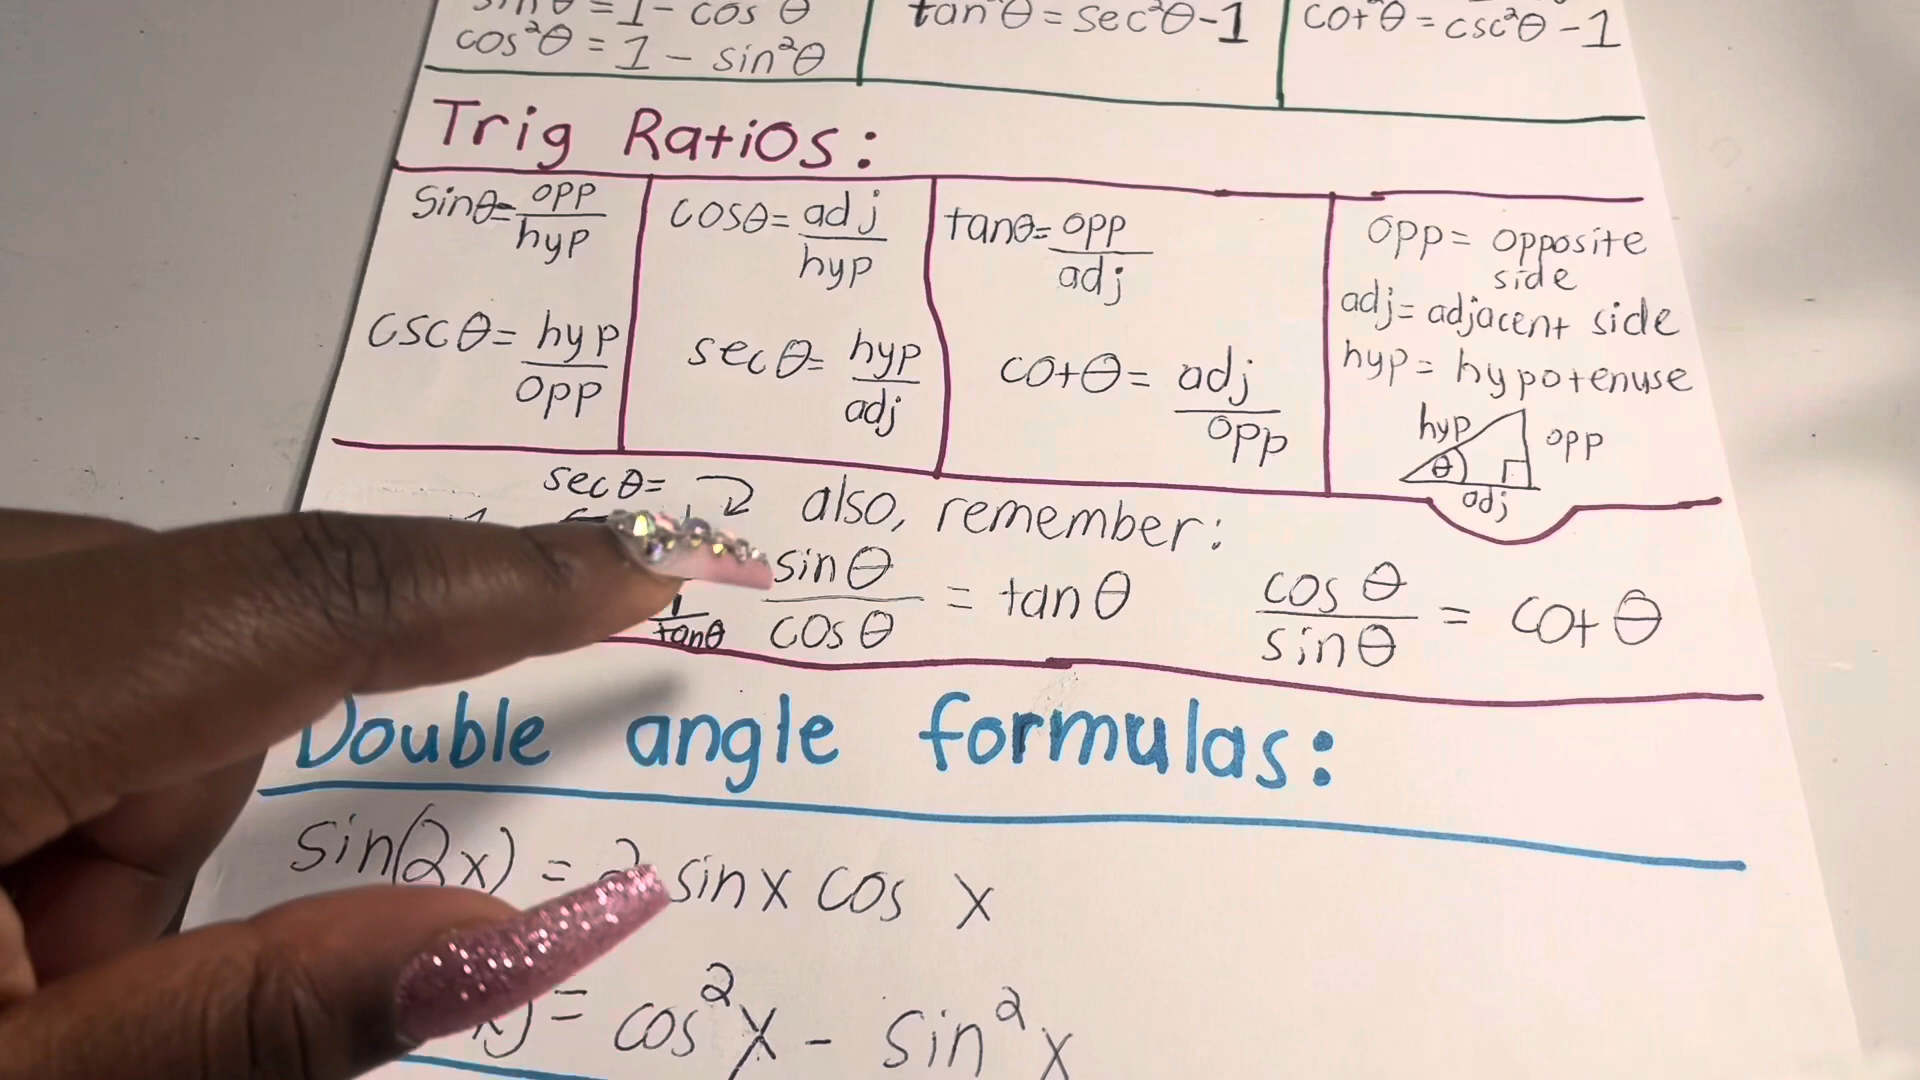 cos²θ = 1 - sin²θ
tan²θ = sec²θ-1
cot²θ = csc²θ-1
Trig Ratios:
sinθ= opp
hyp
cscθ= hyp
opp
cosθ= adj
hyp
secθ= hyp
adj
tanθ= opp
adj
cotθ= adj
opp
opp= opposite
side
adj= adjacent side
hyp= hypotenuse
hyp
opp
θ
adj
secθ=
also, remember:
1
tanθ
sinθ
cosθ
= tanθ
cosθ
sinθ
= cotθ
Double angle formulas:
sin(2x) = 2 sinx cos x
= cos²x - sin²x